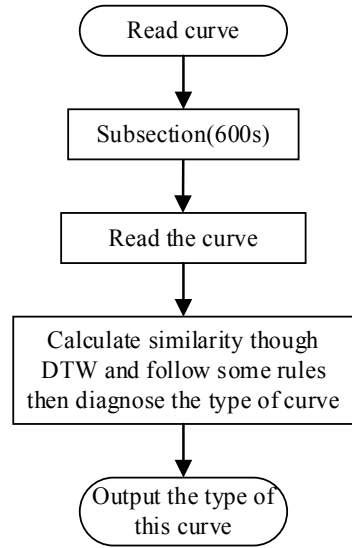 Read curve
Subsection(600s)
Read the curve
Calculate similarity though
DTW and follow some rules
then diagnose the type of curve
Output the type of
this curve